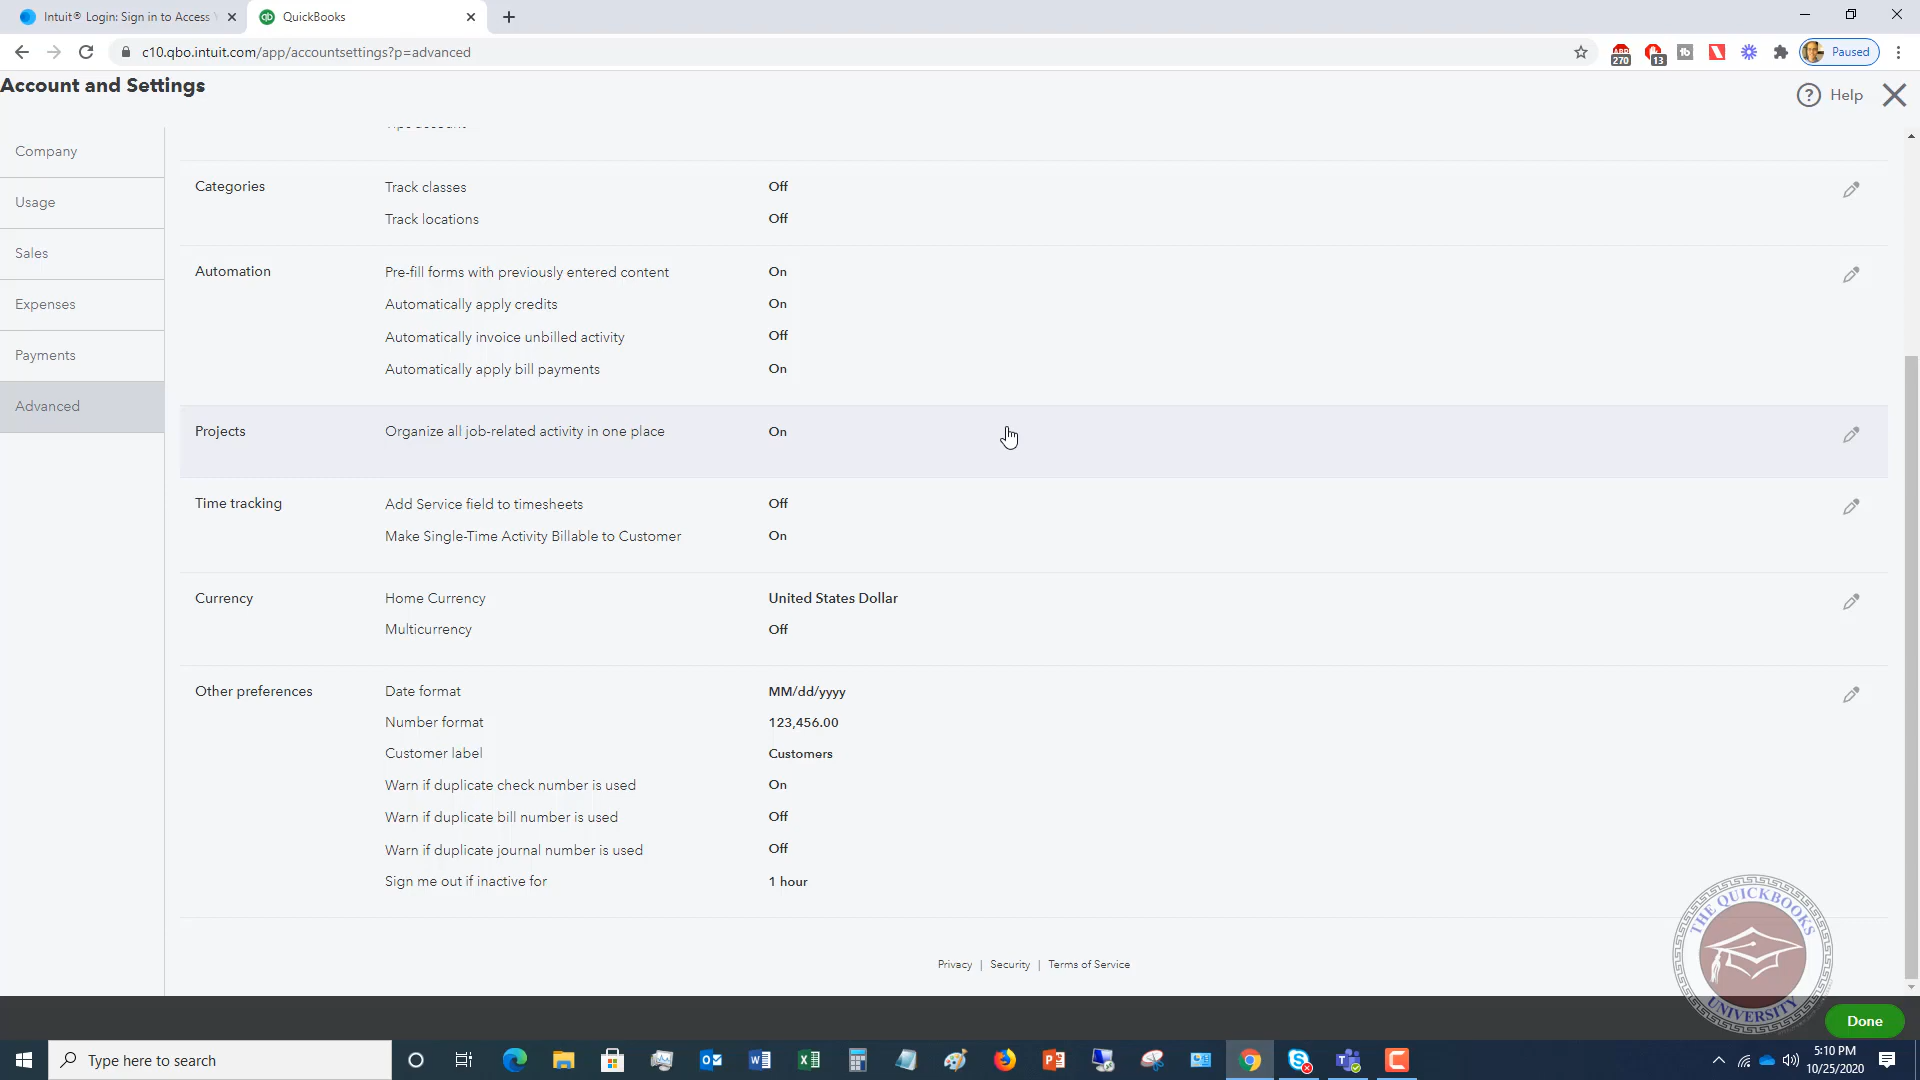 Intuit® Login: Sign in to Access
QuickBooks
c10.qbo.intuit.com/app/accountsettings?p=advanced
270
13
Paused
Account and Settings
Help
Company
Usage
Sales
Expenses
Payments
Advanced
Categories
Track classes Off
Track locations Off
Automation
Pre-fill forms with previously entered content On
Automatically apply credits On
Automatically invoice unbilled activity Off
Automatically apply bill payments On
Projects
Organize all job-related activity in one place On
Time tracking
Add Service field to timesheets Off
Make Single-Time Activity Billable to Customer On
Currency
Home Currency United States Dollar
Multicurrency Off
Other preferences
Date format MM/dd/yyyy
Number format 123,456.00
Customer label Customers
Warn if duplicate check number is used On
Warn if duplicate bill number is used Off
Warn if duplicate journal number is used Off
Sign me out if inactive for 1 hour
Privacy | Security | Terms of Service
THE QUICKBOOKS
UNIVERSITY
Done
Type here to search
5:10 PM
10/25/2020